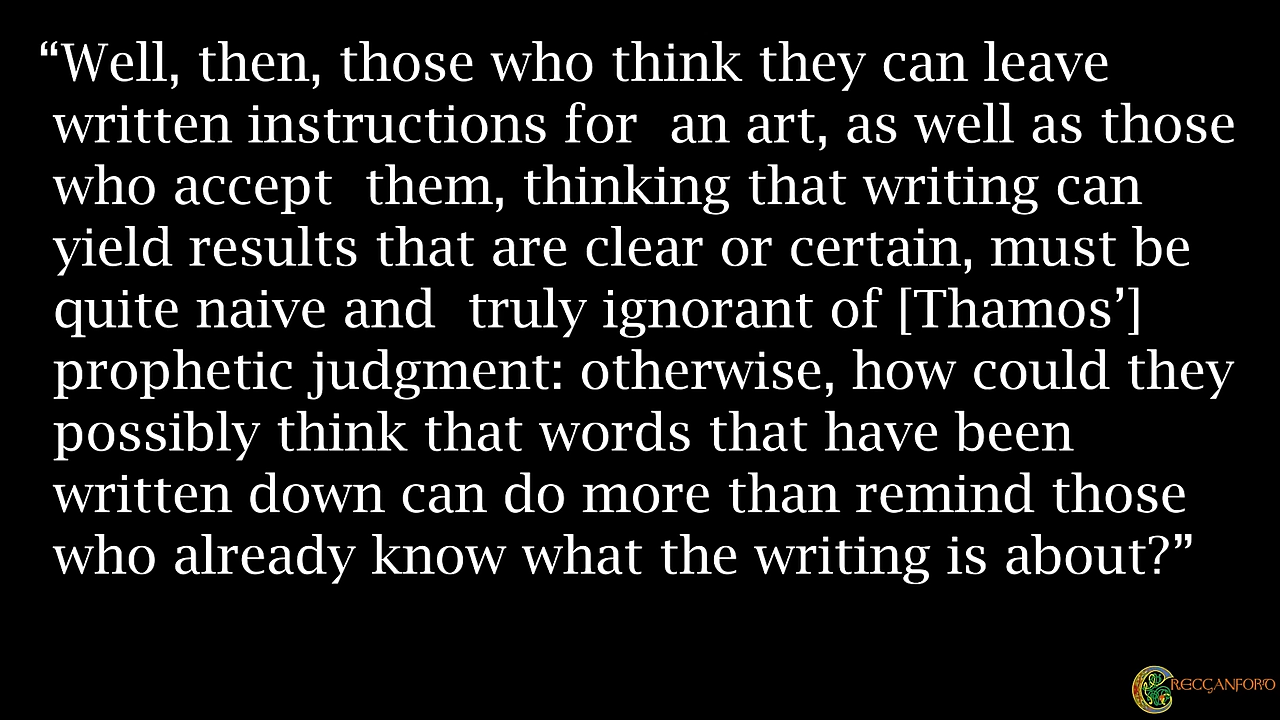 “Well, then, those who think they can leave
written instructions for an art, as well as those
who accept them, thinking that writing can
yield results that are clear or certain, must be
quite naive and truly ignorant of [Thamos’]
prophetic judgment: otherwise, how could they
possibly think that words that have been
written down can do more than remind those
who already know what the writing is about?”
CRECGANFORD